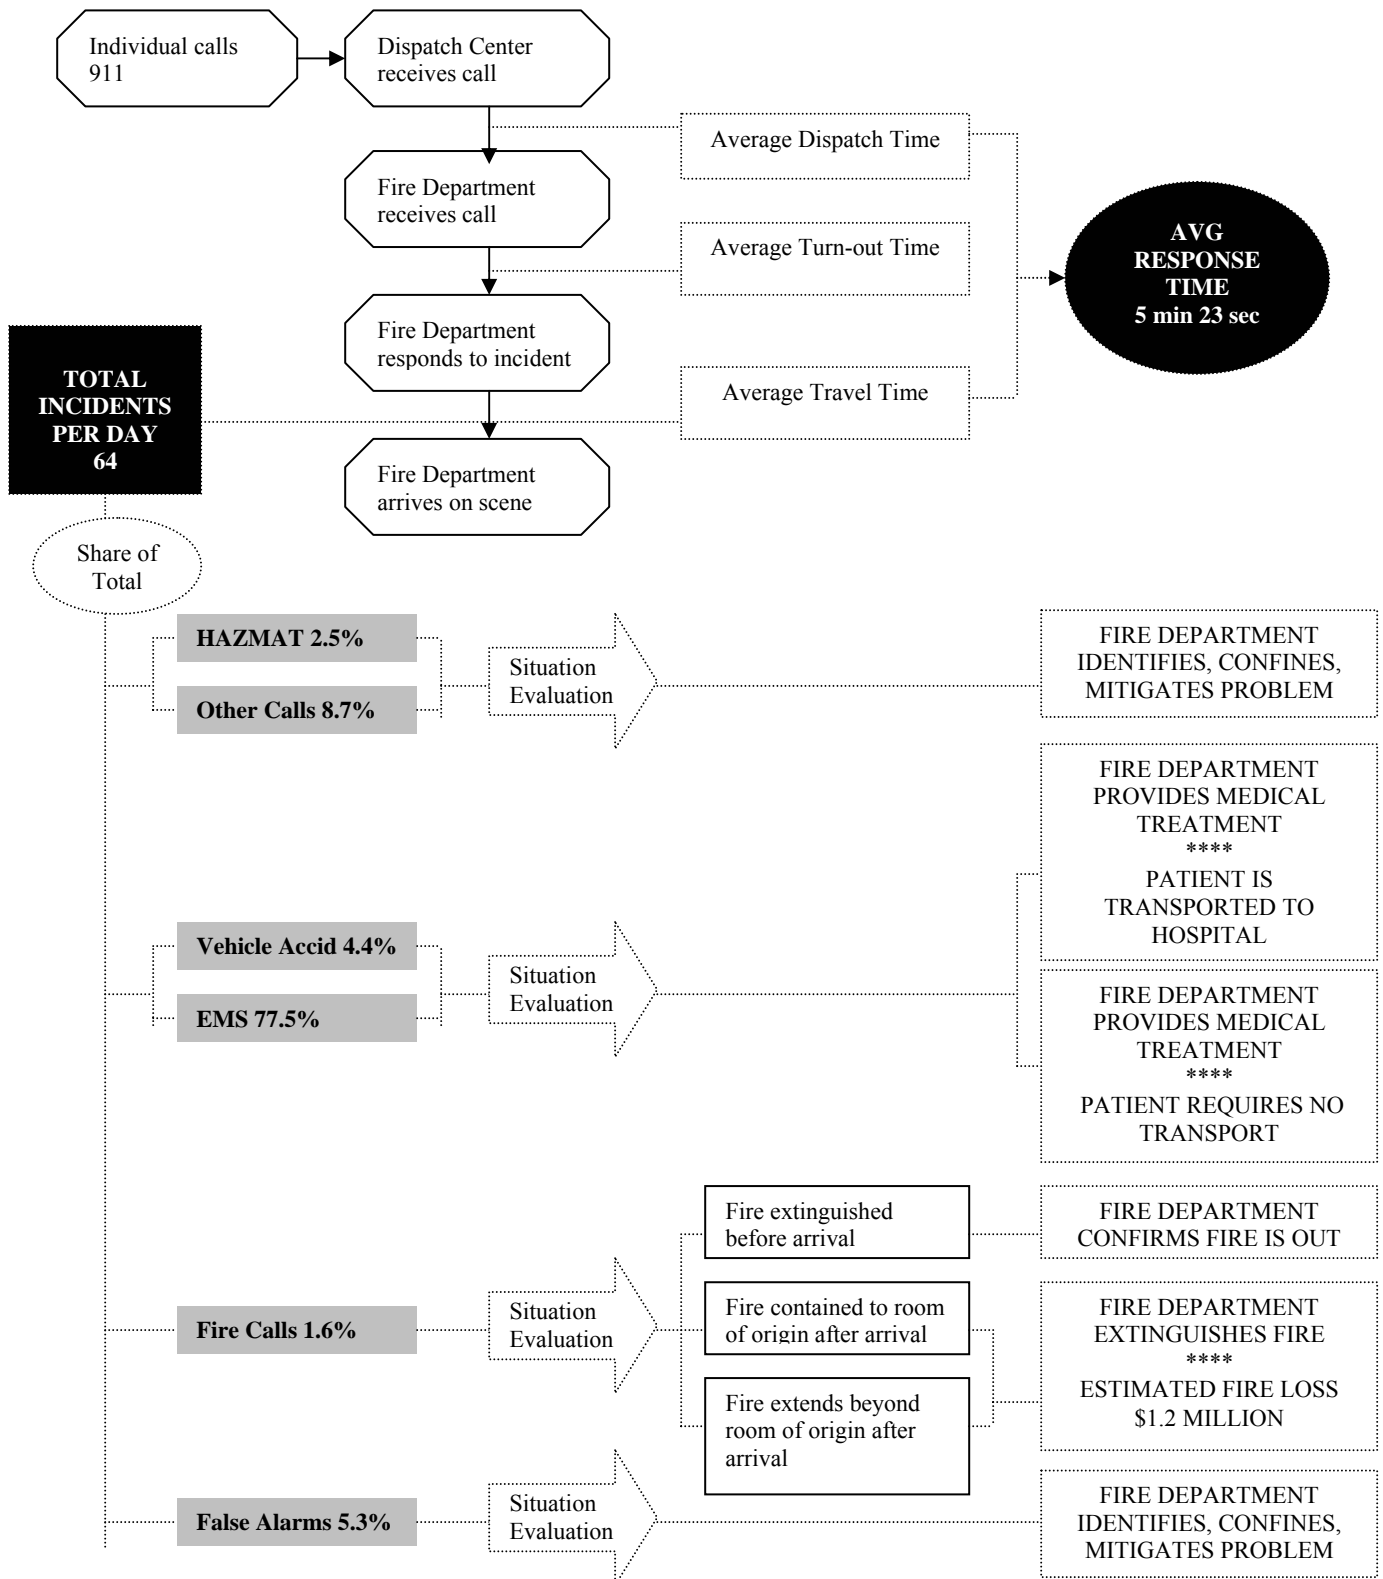 Individual calls
911
Dispatch Center
receives call
Average Dispatch Time
Fire Department
receives call
Average Turn-out Time
AVG
RESPONSE
TIME
5 min 23 sec
Fire Department
responds to incident
TOTAL
INCIDENTS
PER DAY
64
Average Travel Time
Fire Department
arrives on scene
Share of
Total
HAZMAT 2.5%
Other Calls 8.7%
Situation
Evaluation
FIRE DEPARTMENT
IDENTIFIES, CONFINES,
MITIGATES PROBLEM
Vehicle Accid 4.4%
EMS 77.5%
Situation
Evaluation
FIRE DEPARTMENT
PROVIDES MEDICAL
TREATMENT
****
PATIENT IS
TRANSPORTED TO
HOSPITAL
FIRE DEPARTMENT
PROVIDES MEDICAL
TREATMENT
****
PATIENT REQUIRES NO
TRANSPORT
Fire Calls 1.6%
Situation
Evaluation
Fire extinguished
before arrival
FIRE DEPARTMENT
CONFIRMS FIRE IS OUT
Fire contained to room
of origin after arrival
Fire extends beyond
room of origin after
arrival
FIRE DEPARTMENT
EXTINGUISHES FIRE
****
ESTIMATED FIRE LOSS
$1.2 MILLION
False Alarms 5.3%
Situation
Evaluation
FIRE DEPARTMENT
IDENTIFIES, CONFINES,
MITIGATES PROBLEM